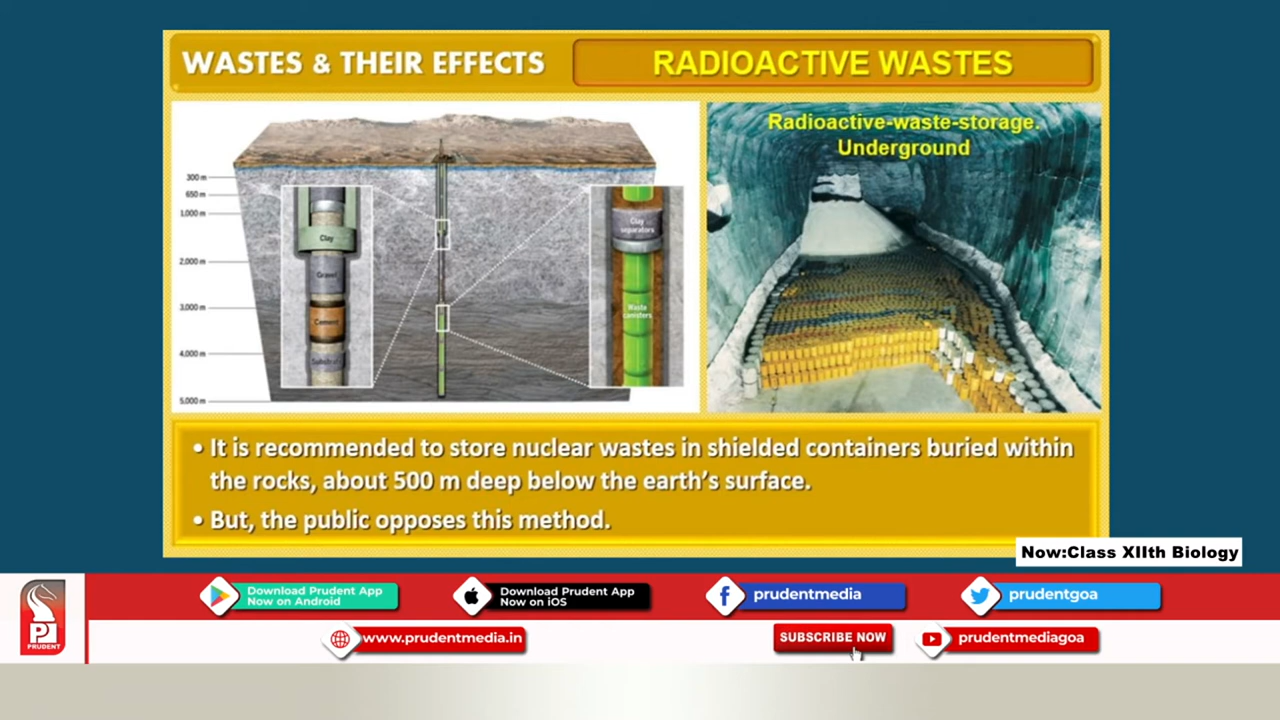 WASTES & THEIR EFFECTS
RADIOACTIVE WASTES
300 m
650 m
1,000 m
2,000 m
3,000 m
4,000 m
5,000 m
Clay
Gravel
Cement
Clay
separators
Waste
canisters
Radioactive-waste-storage.
Underground
• It is recommended to store nuclear wastes in shielded containers buried within
the rocks, about 500 m deep below the earth's surface.
• But, the public opposes this method.
Now:Class XIIth Biology
PRUDENT
Download Prudent App
Now on Android
Download Prudent App
Now on iOS
prudentmedia
prudentgoa
www.prudentmedia.in
SUBSCRIBE NOW
prudentmediagoa